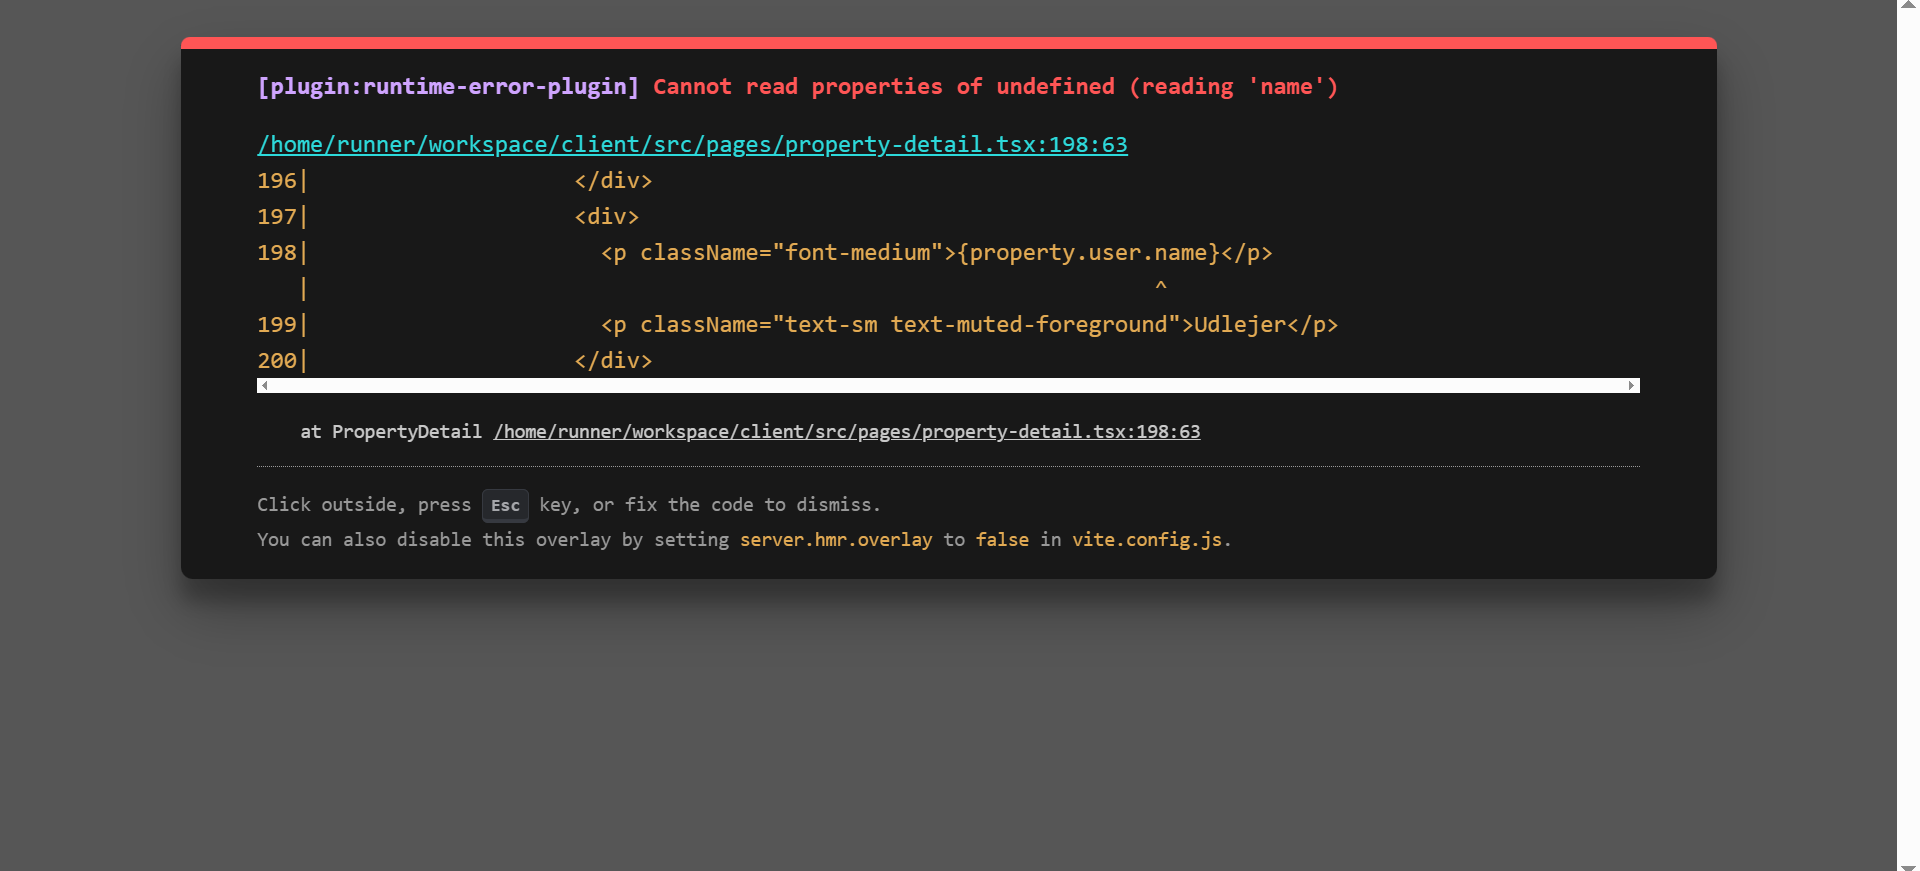 [plugin:runtime-error-plugin] Cannot read properties of undefined (reading 'name')
/home/runner/workspace/client/src/pages/property-detail.tsx:198:63
196|                    </div>
197|                    <div>
198|                      <p className="font-medium">{property.user.name}</p>
   |                                                                ^
199|                      <p className="text-sm text-muted-foreground">Udlejer</p>
200|                    </div>
at PropertyDetail /home/runner/workspace/client/src/pages/property-detail.tsx:198:63
Click outside, press Esc key, or fix the code to dismiss.
You can also disable this overlay by setting server.hmr.overlay to false in vite.config.js.